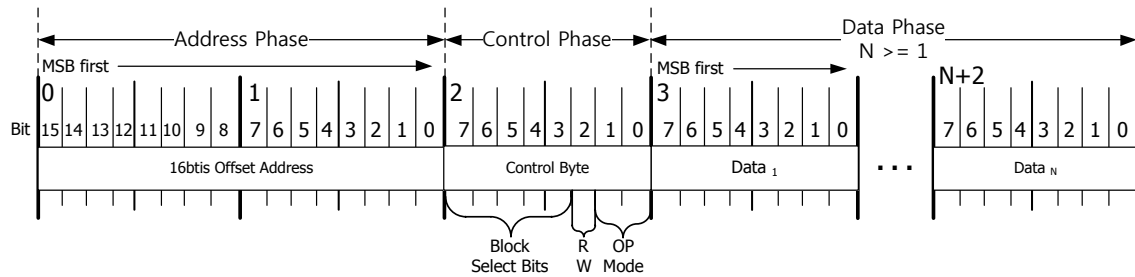 Address Phase Control Phase Data Phase
N >= 1
MSB first MSB first
0 1 2 3 N+2
Bit 15 14 13 12 11 10 9 8 7 6 5 4 3 2 1 0 7 6 5 4 3 2 1 0 7 6 5 4 3 2 1 0 7 6 5 4 3 2 1 0
16btis Offset Address Control Byte Data 1 ... Data N
Block R OP
Select Bits W Mode